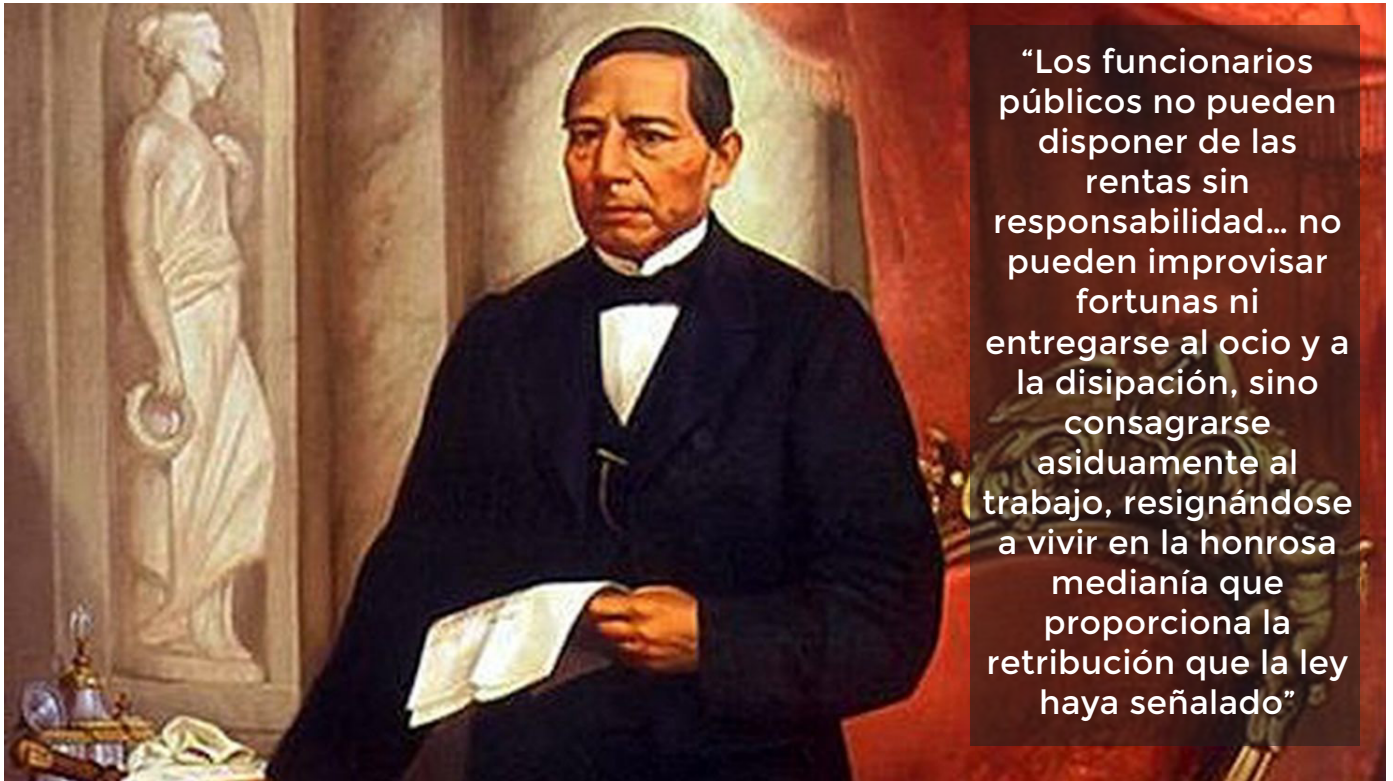 “Los funcionarios
públicos no pueden
disponer de las
rentas sin
responsabilidad… no
pueden improvisar
fortunas ni
entregarse al ocio y a
la disipación, sino
consagrarse
asiduamente al
trabajo, resignándose
a vivir en la honrosa
medianía que
proporciona la
retribución que la ley
haya señalado”